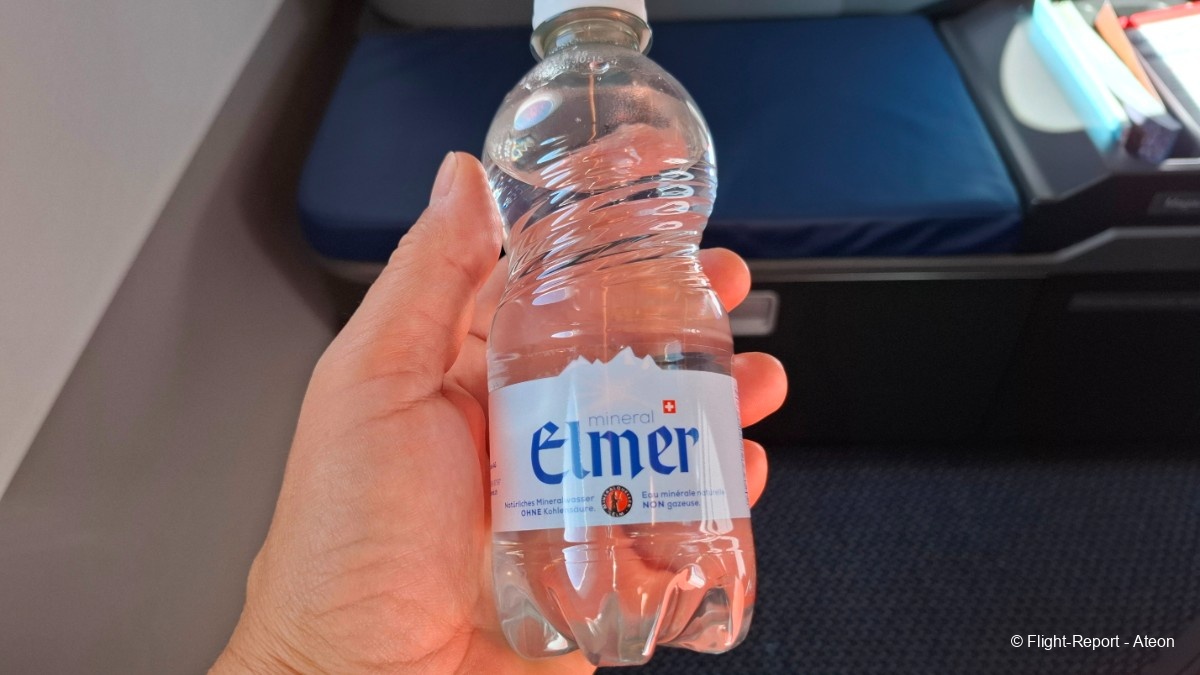 mineral
Elmer
Natürliches Mineralwasser
OHNE Kohlensäure.
Eau minérale naturelle
NON gazeuse.
© Flight-Report - Ateon